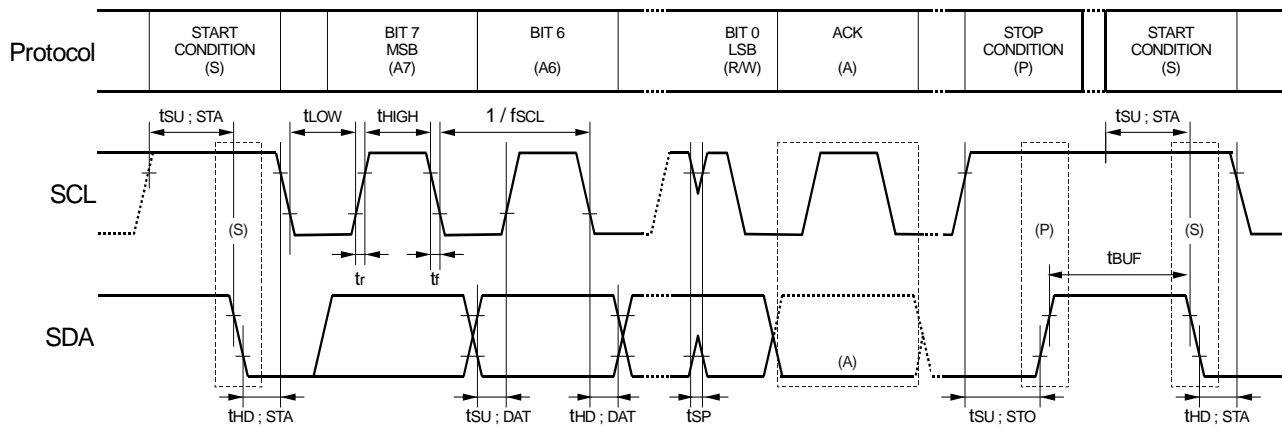 Protocol
START
CONDITION
(S)
BIT 7
MSB
(A7)
BIT 6
(A6)
BIT 0
LSB
(R/W)
ACK
(A)
STOP
CONDITION
(P)
START
CONDITION
(S)
tSU ; STA
tLOW
tHIGH
1 / fSCL
tSU ; STA
SCL
(S)
(P)
(S)
tr
tf
tBUF
SDA
(A)
tHD ; STA
tSU ; DAT
tHD ; DAT
tSP
tSU ; STO
tHD ; STA